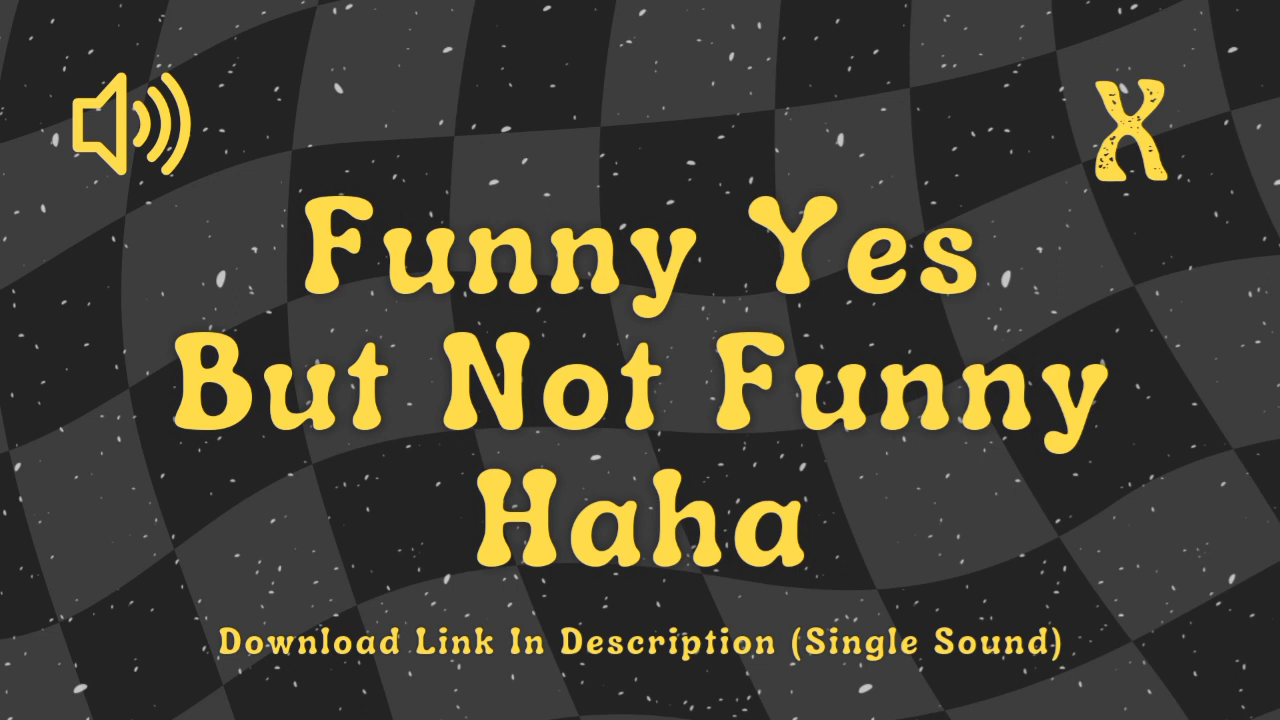 X
Funny Yes
But Not Funny
Haha
Download Link In Description (Single Sound)